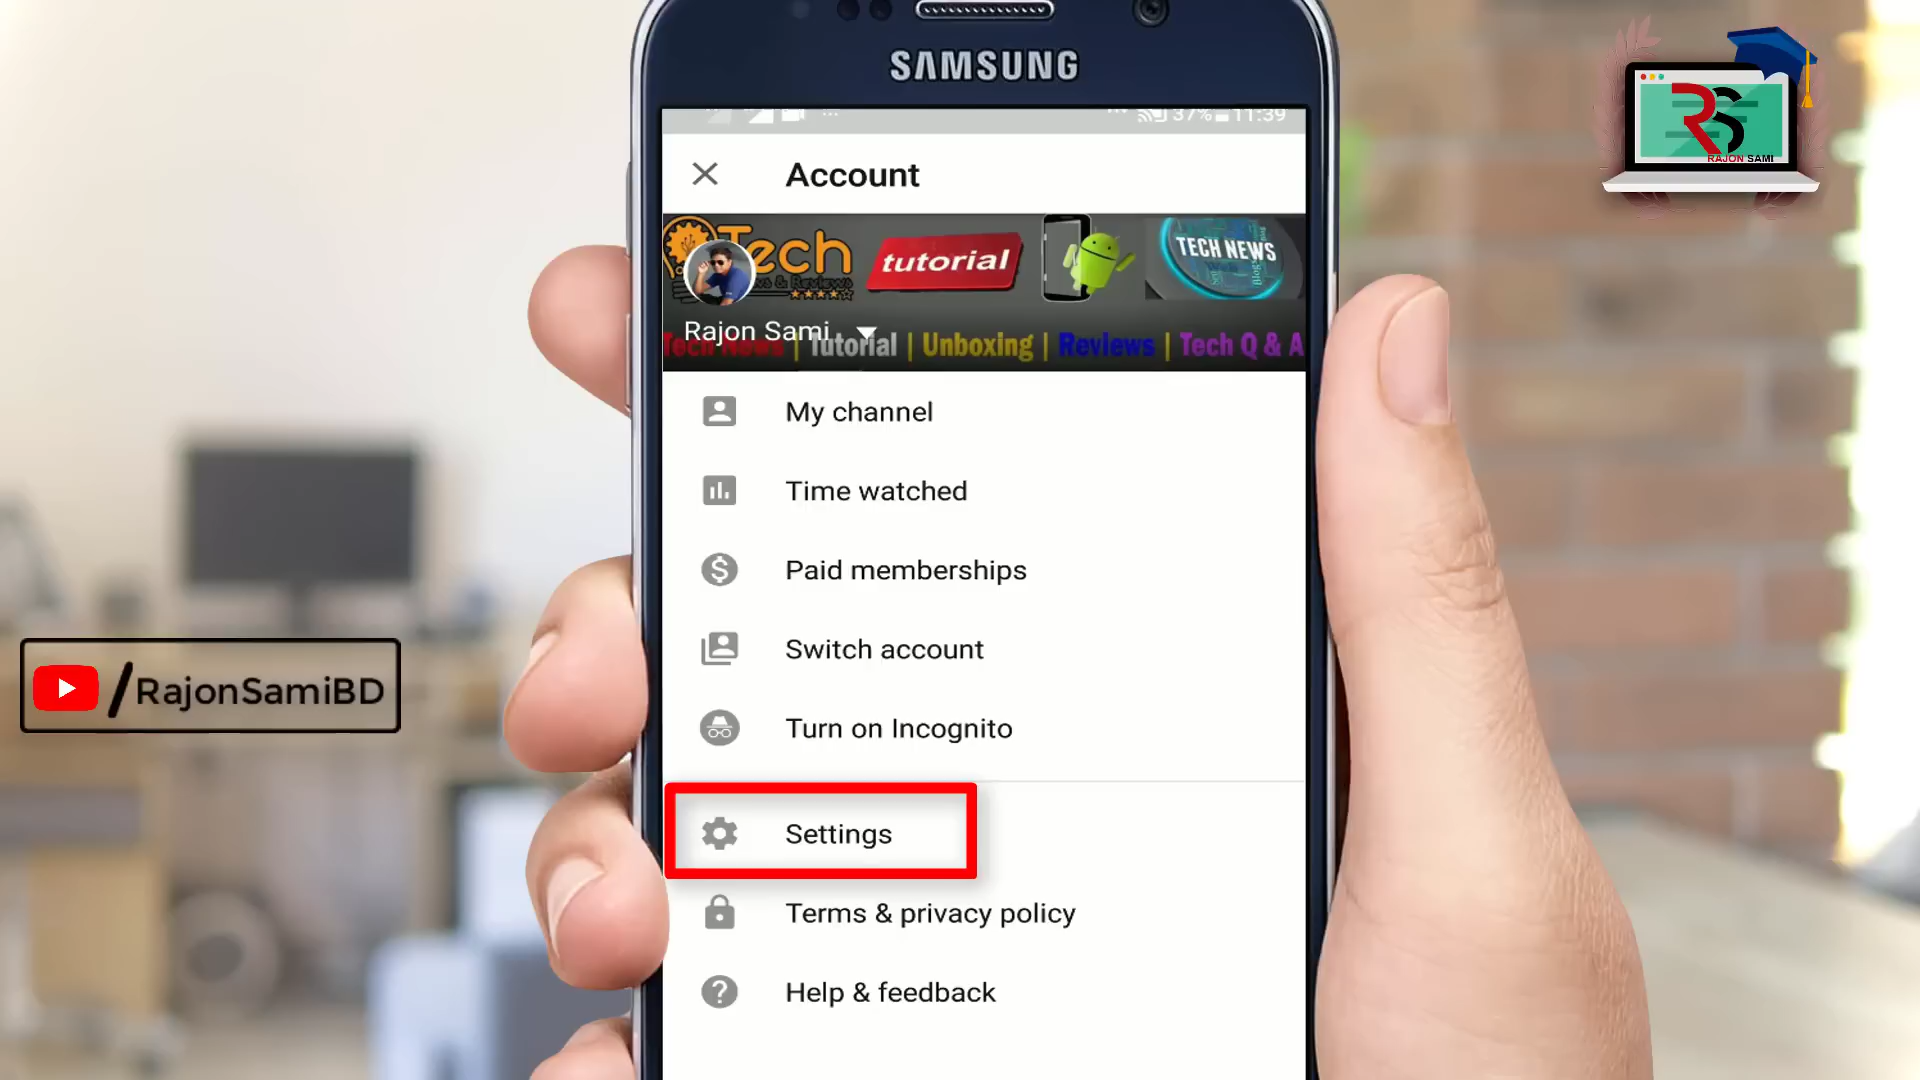 SAMSUNG
37% 11:39
RS
RAJON SAMI
Account
Tech
tutorial
TECH NEWS
Rajon Sami
Tech News | Tutorial | Unboxing | Reviews | Tech Q & A
My channel
Time watched
Paid memberships
Switch account
Turn on Incognito
/RajonSamiBD
Settings
Terms & privacy policy
Help & feedback